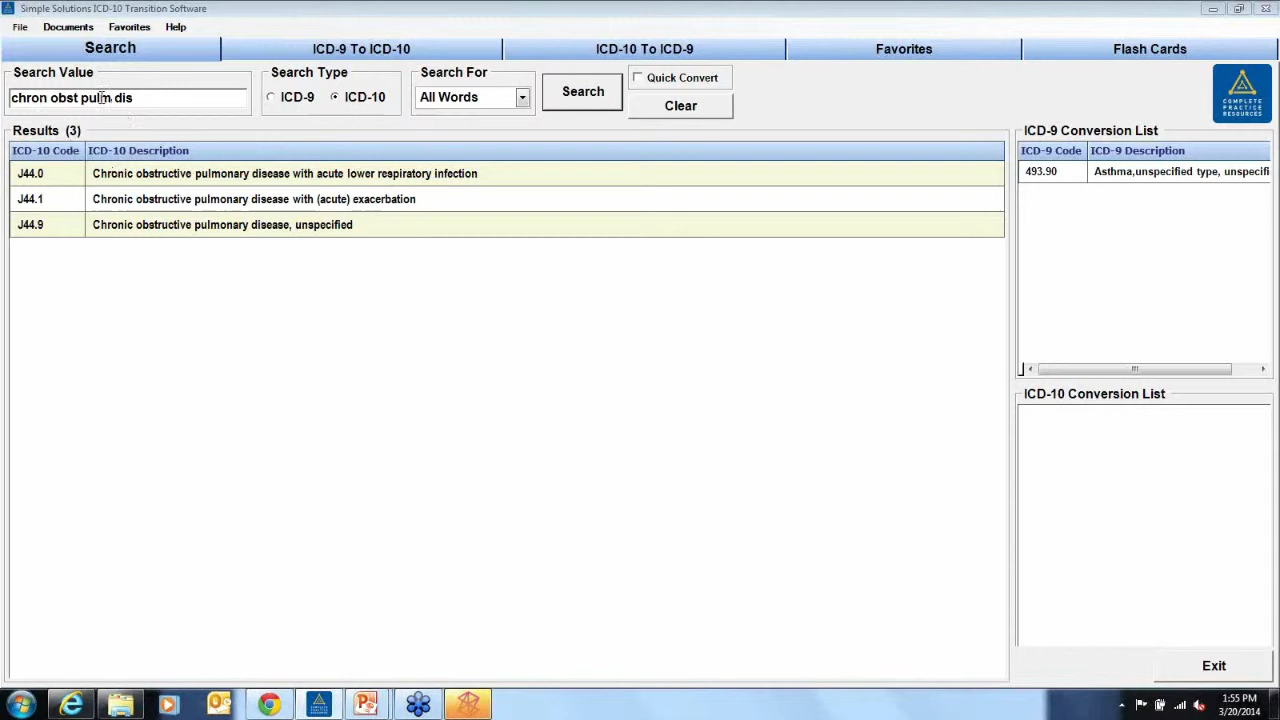 Simple Solutions ICD-10 Transition Software
File Documents Favorites Help
Search ICD-9 To ICD-10 ICD-10 To ICD-9 Favorites Flash Cards
Search Value Search Type Search For
chron obst pulm dis ICD-9 ICD-10 All Words Search Quick Convert
Clear
COMPLETE
PRACTICE
RESOURCES
Results (3)
ICD-10 Code ICD-10 Description
J44.0 Chronic obstructive pulmonary disease with acute lower respiratory infection
J44.1 Chronic obstructive pulmonary disease with (acute) exacerbation
J44.9 Chronic obstructive pulmonary disease, unspecified
ICD-9 Conversion List
ICD-9 Code ICD-9 Description
493.90 Asthma,unspecified type, unspecifi
ICD-10 Conversion List
Exit
1:55 PM
3/20/2014